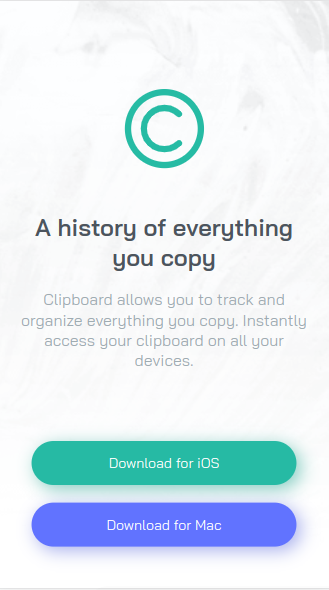 A history of everything
you copy
Clipboard allows you to track and
organize everything you copy. Instantly
access your clipboard on all your
devices.
Download for iOS
Download for Mac